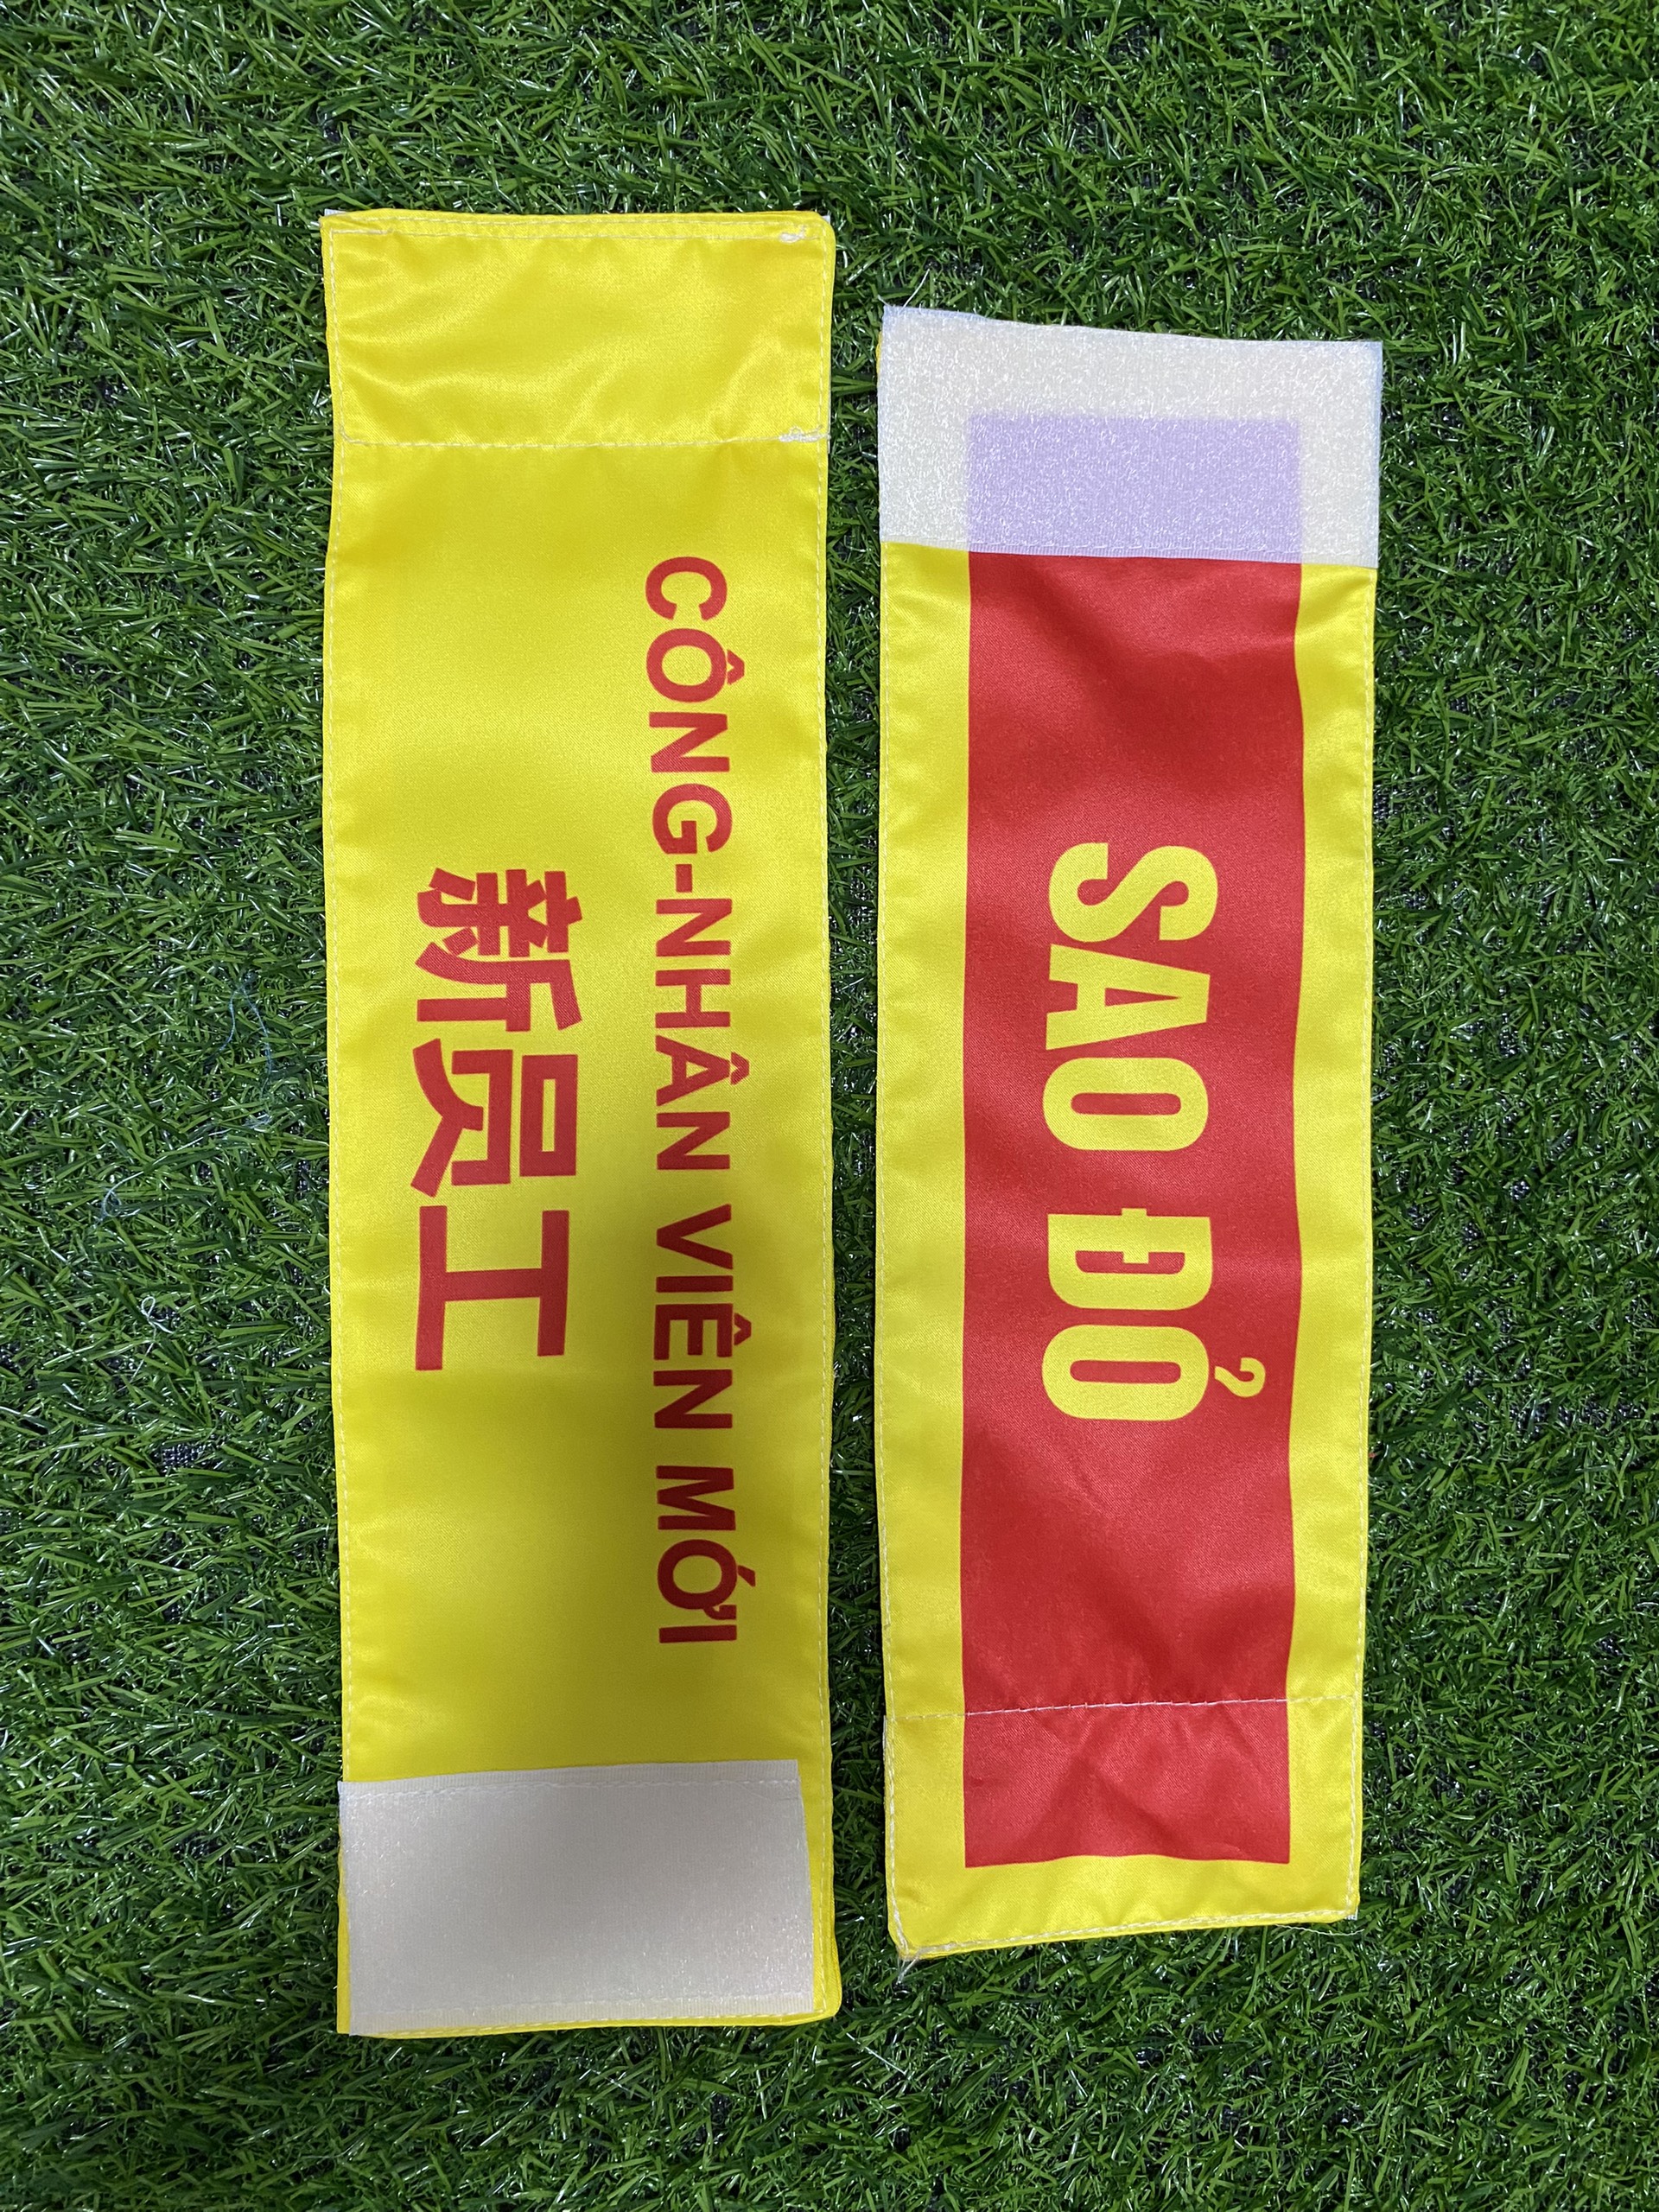 CÔNG-NHÂN VIÊN MỚI
新员工
SAO ĐỎ